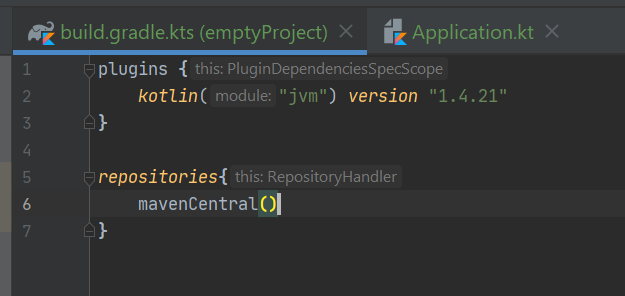 build.gradle.kts (emptyProject) × Application.kt ×
1 plugins { this: PluginDependenciesSpecScope
2 kotlin( module: "jvm") version "1.4.21"
3 }
4
5 repositories{ this: RepositoryHandler
6 mavenCentral()
7 }